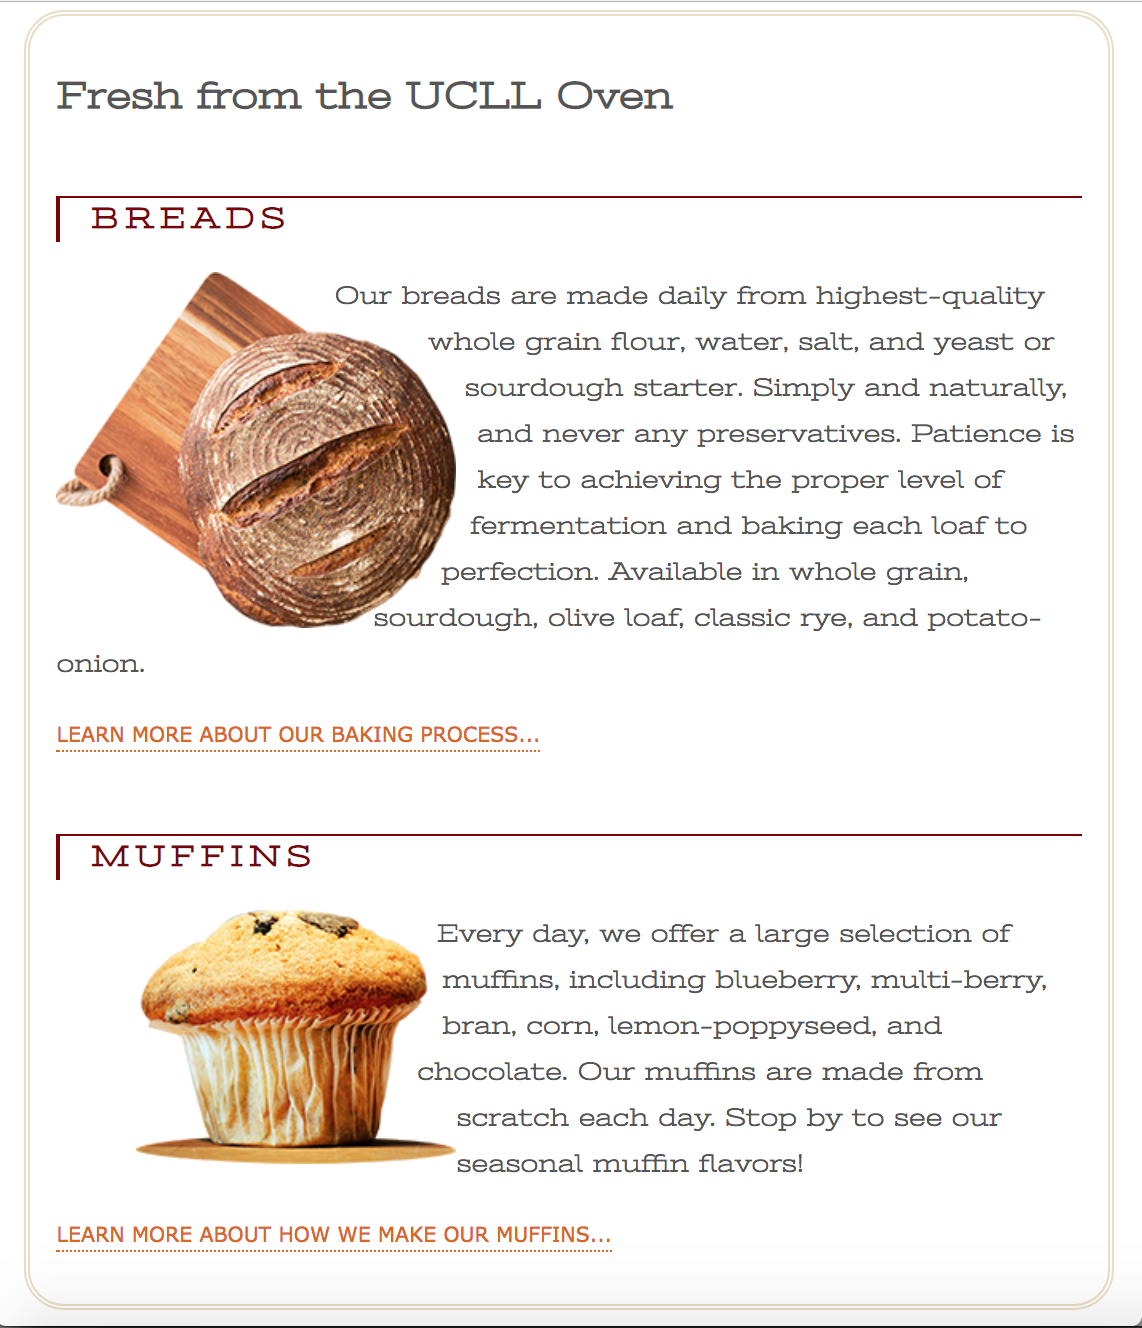 Fresh from the UCLL Oven
BREADS
Our breads are made daily from highest-quality
whole grain flour, water, salt, and yeast or
sourdough starter. Simply and naturally,
and never any preservatives. Patience is
key to achieving the proper level of
fermentation and baking each loaf to
perfection. Available in whole grain,
sourdough, olive loaf, classic rye, and potato-
onion.
LEARN MORE ABOUT OUR BAKING PROCESS...
MUFFINS
Every day, we offer a large selection of
muffins, including blueberry, multi-berry,
bran, corn, lemon-poppyseed, and
chocolate. Our muffins are made from
scratch each day. Stop by to see our
seasonal muffin flavors!
LEARN MORE ABOUT HOW WE MAKE OUR MUFFINS...